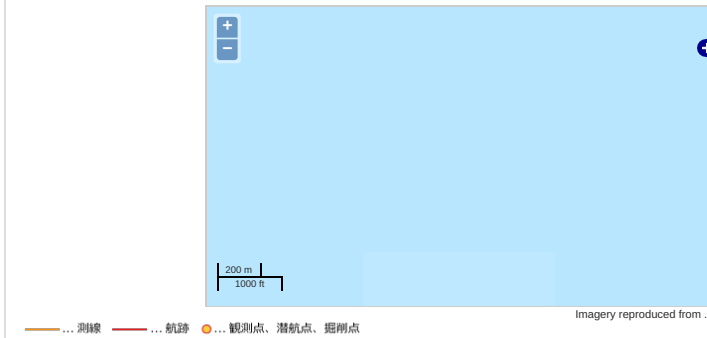 +
−
200 m
1000 ft
Imagery reproduced from .
... 測線 ... 航跡 ... 観測点、潜航点、掘削点